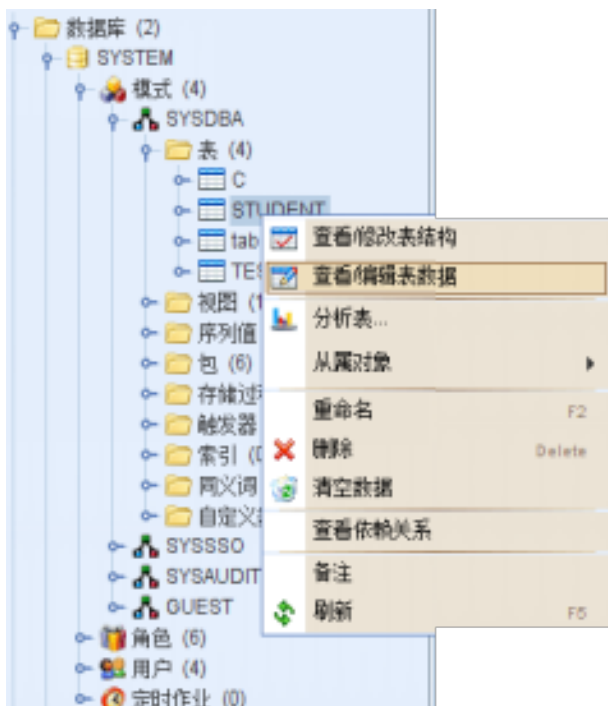 数据库 (2)
SYSTEM
模式 (4)
SYSDBA
表 (4)
C
STUDENT
tab
TES
视图 (1
序列值
包 (6)
存储过程
触发器
索引 (0
同义词
自定义
SYSSSO
SYSAUDIT
GUEST
角色 (6)
用户 (4)
定时作业 (0)
查看/修改表结构
查看/编辑表数据
分析表...
从属对象
重命名 F2
删除 Delete
清空数据
查看依赖关系
备注
刷新 F5